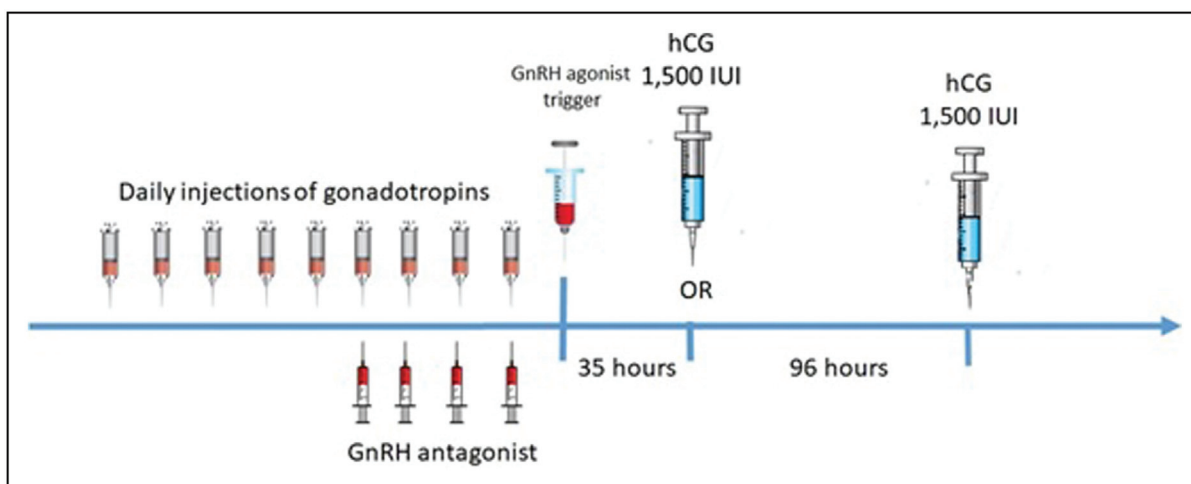 GnRH agonist
trigger
hCG
1,500 IUI
hCG
1,500 IUI
Daily injections of gonadotropins
OR
35 hours
96 hours
GnRH antagonist